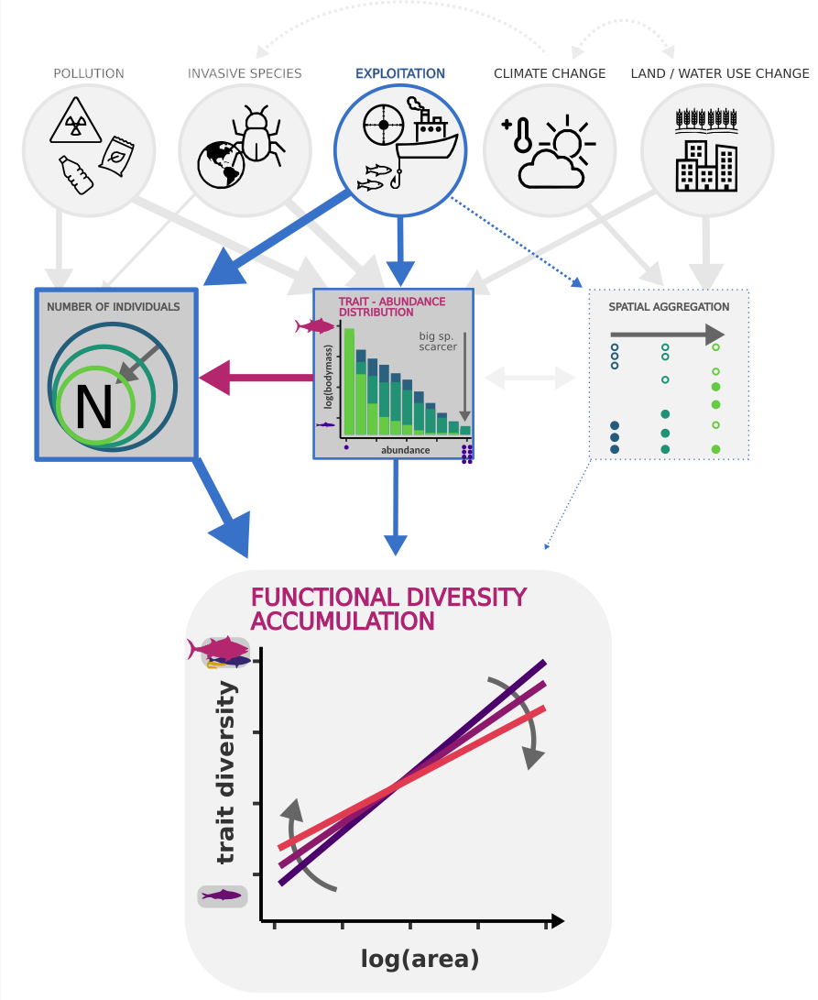 POLLUTION
INVASIVE SPECIES
EXPLOITATION
CLIMATE CHANGE
LAND / WATER USE CHANGE
NUMBER OF INDIVIDUALS
N
TRAIT - ABUNDANCE
DISTRIBUTION
big sp.
scarcer
log(bodymass)
abundance
SPATIAL AGGREGATION
FUNCTIONAL DIVERSITY
ACCUMULATION
trait diversity
log(area)